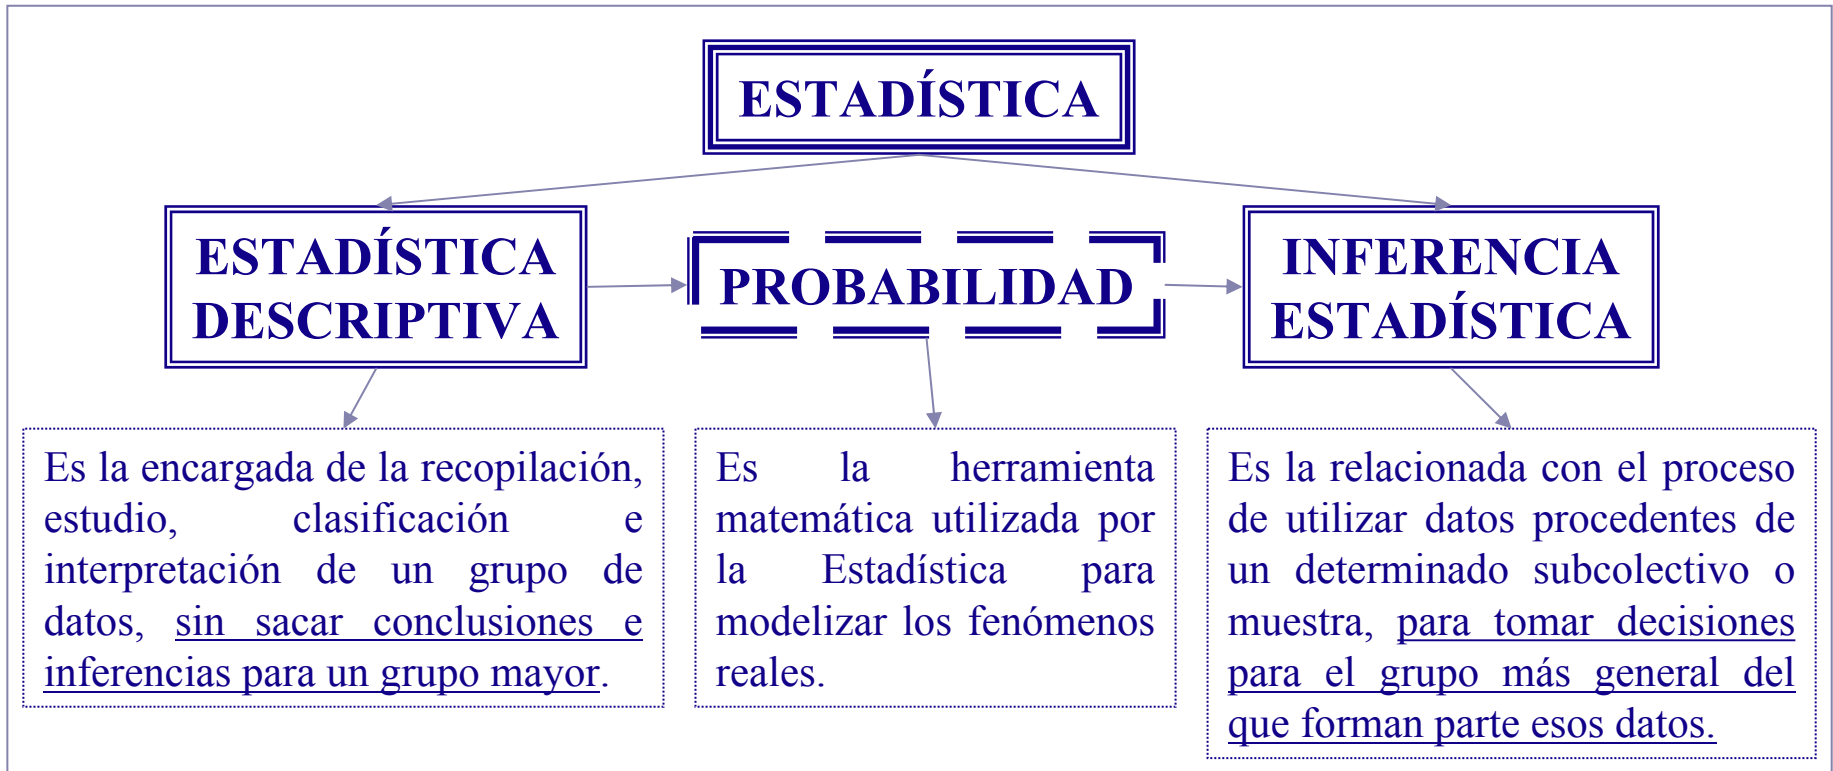 ESTADÍSTICA
ESTADÍSTICA
DESCRIPTIVA
PROBABILIDAD
INFERENCIA
ESTADÍSTICA
Es la encargada de la recopilación,
estudio, clasificación e
interpretación de un grupo de
datos, sin sacar conclusiones e
inferencias para un grupo mayor.
Es la herramienta
matemática utilizada por
la Estadística para
modelizar los fenómenos
reales.
Es la relacionada con el proceso
de utilizar datos procedentes de
un determinado subcolectivo o
muestra, para tomar decisiones
para el grupo más general del
que forman parte esos datos.